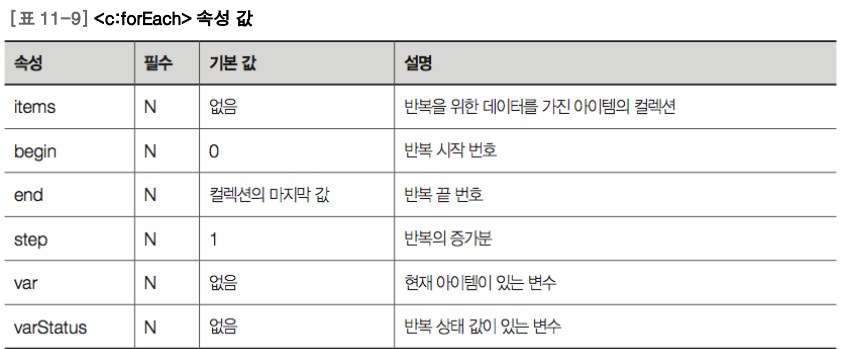 [표 11-9] <c:forEach> 속성 값
속성 필수 기본 값 설명
items N 없음 반복을 위한 데이터를 가진 아이템의 컬렉션
begin N 0 반복 시작 번호
end N 컬렉션의 마지막 값 반복 끝 번호
step N 1 반복의 증가분
var N 없음 현재 아이템이 있는 변수
varStatus N 없음 반복 상태 값이 있는 변수